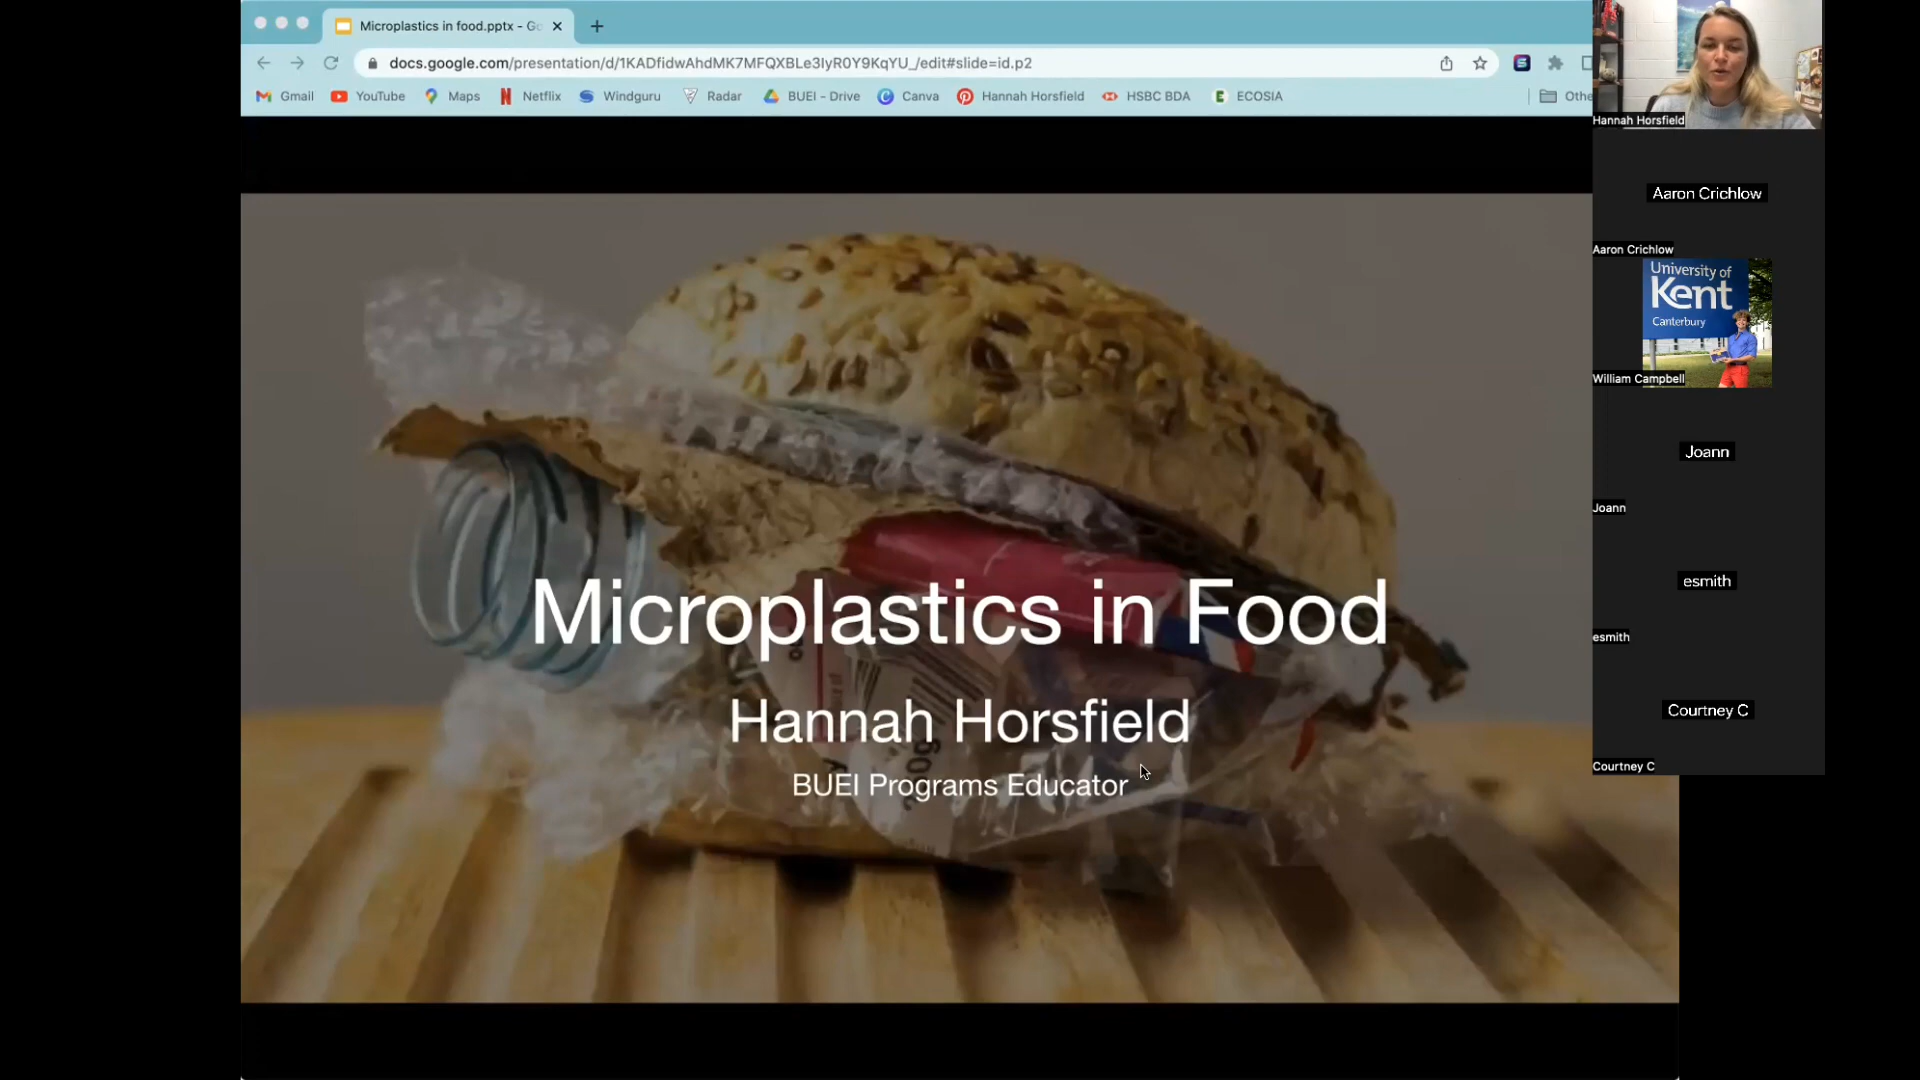 Microplastics in food.pptx - Go
docs.google.com/presentation/d/1KADfidwAhdMK7MFQXBLe3IyR0Y9KqYU_/edit#slide=id.p2
Gmail YouTube Maps Netflix Windguru Radar BUEI - Drive Canva Hannah Horsfield HSBC BDA ECOSIA Othe
Microplastics in Food
Hannah Horsfield
BUEI Programs Educator
Hannah Horsfield
Aaron Crichlow
Aaron Crichlow
University of
Kent
Canterbury
William Campbell
Joann
Joann
esmith
esmith
Courtney C
Courtney C